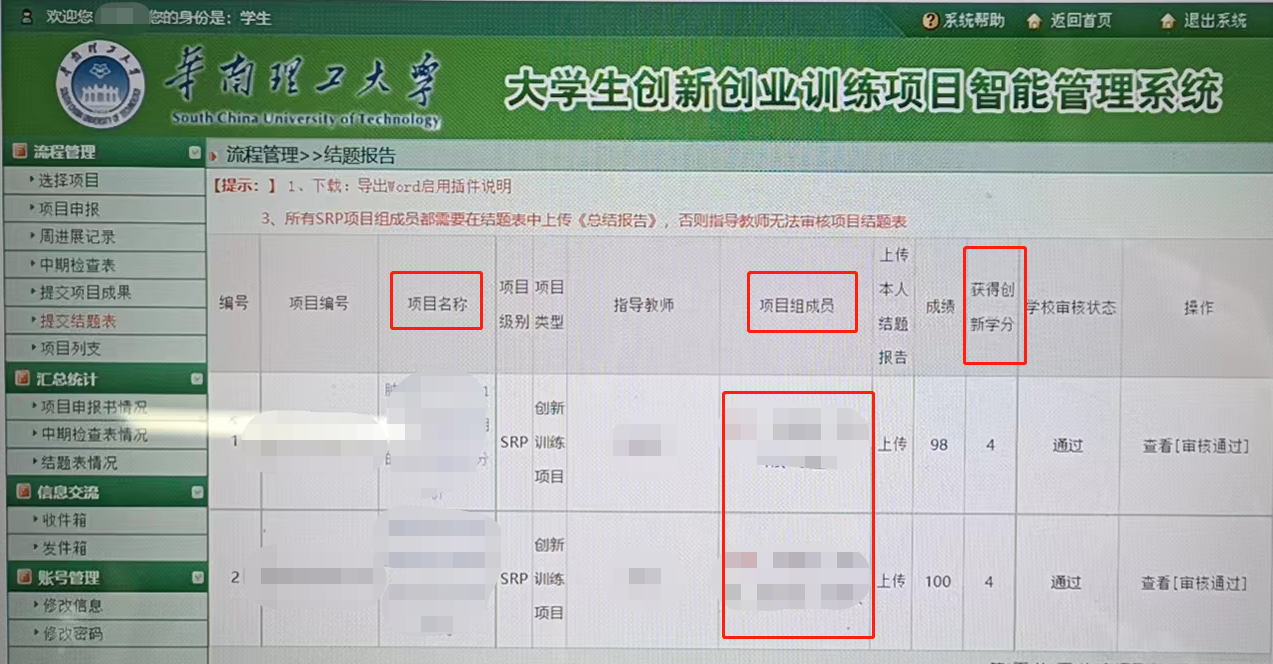 欢迎您 您的身份是：学生
系统帮助 返回首页 退出系统
華南理工大學
South China University of Technology
大学生创新创业训练项目智能管理系统
流程管理
选择项目
项目申报
周进展记录
中期检查表
提交项目成果
提交结题表
项目列支
汇总统计
项目申报书情况
中期检查表情况
结题表情况
信息交流
收件箱
发件箱
账号管理
修改信息
修改密码
流程管理>>结题报告
【提示：】 1、下载：导出Word启用插件说明
3、所有SRP项目组成员都需要在结题表中上传《总结报告》，否则指导教师无法审核项目结题表
编号
项目编号
项目名称
项目
级别
项目
类型
指导教师
项目组成员
上传
本人
结题
报告
成绩
获得创
新学分
学校审核状态
操作
1
SRP
创新
训练
项目
上传
98
4
通过
查看[审核通过]
2
SRP
创新
训练
项目
上传
100
4
通过
查看[审核通过]